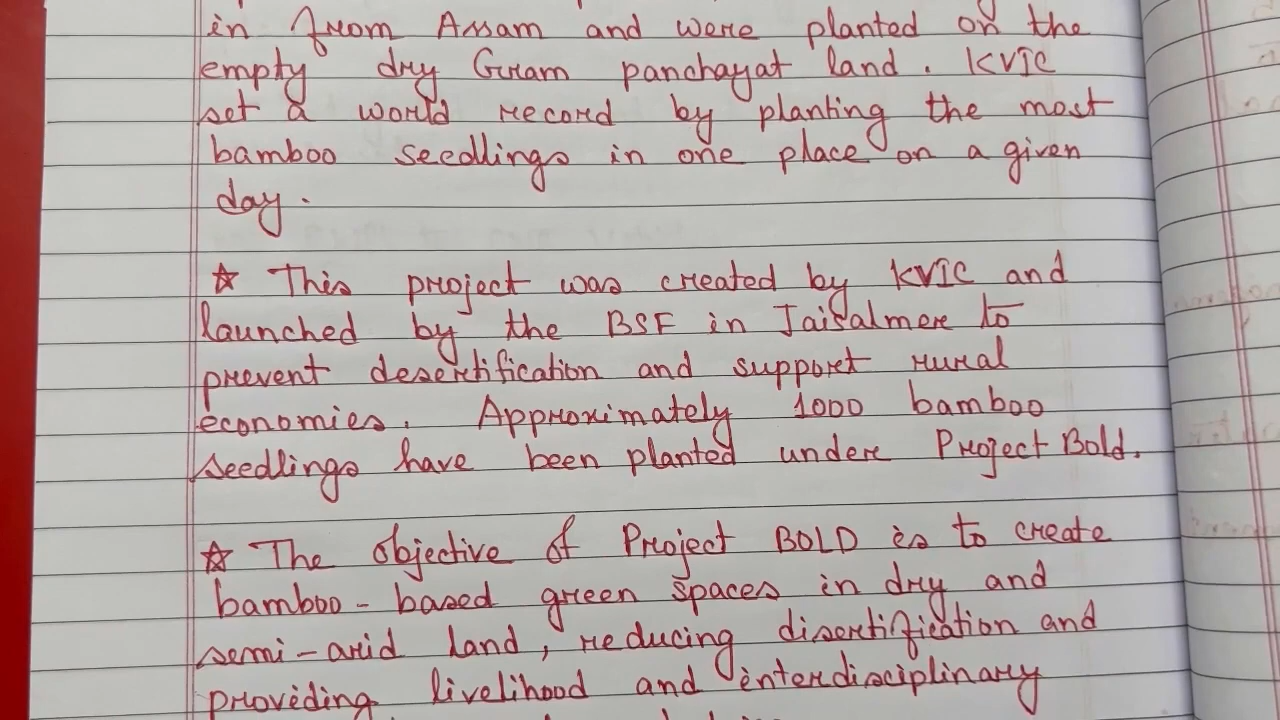 in from Assam and were planted on the
empty dry Gram panchayat land. KVIC
set a world record by planting the most
bamboo seedlings in one place on a given
day.
☆ This project was created by KVIC and
launched by the BSF in Jaisalmer to
prevent desertification and support rural
economies. Approximately 1000 bamboo
seedlings have been planted under Project Bold.
☆ The objective of Project BOLD is to create
bamboo-based green spaces in dry and
semi-arid land, reducing disertification and
providing livelihood and interdisciplinary